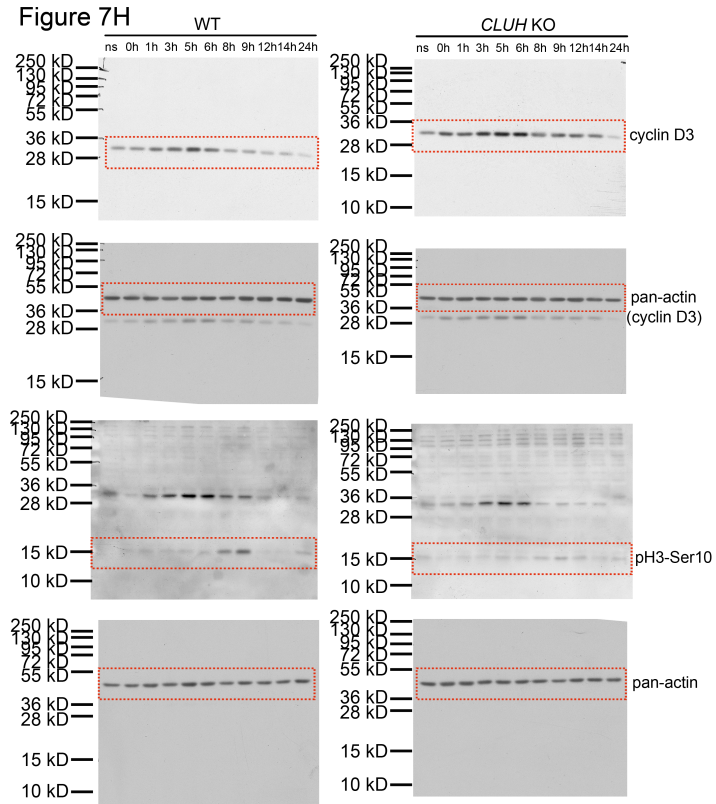 Figure 7H
WT
CLUH KO
ns 0h 1h 3h 5h 6h 8h 9h 12h 14h 24h
ns 0h 1h 3h 5h 6h 8h 9h 12h 14h 24h
250 kD
130 kD
95 kD
72 kD
55 kD
36 kD
28 kD
15 kD
250 kD
130 kD
95 kD
72 kD
55 kD
36 kD
28 kD
15 kD
10 kD
cyclin D3
250 kD
130 kD
95 kD
72 kD
55 kD
36 kD
28 kD
15 kD
250 kD
130 kD
95 kD
72 kD
55 kD
36 kD
28 kD
15 kD
pan-actin
(cyclin D3)
250 kD
130 kD
95 kD
72 kD
55 kD
36 kD
28 kD
15 kD
10 kD
250 kD
130 kD
95 kD
72 kD
55 kD
36 kD
28 kD
15 kD
10 kD
pH3-Ser10
250 kD
130 kD
95 kD
72 kD
55 kD
36 kD
28 kD
15 kD
10 kD
250 kD
130 kD
95 kD
72 kD
55 kD
36 kD
28 kD
15 kD
10 kD
pan-actin